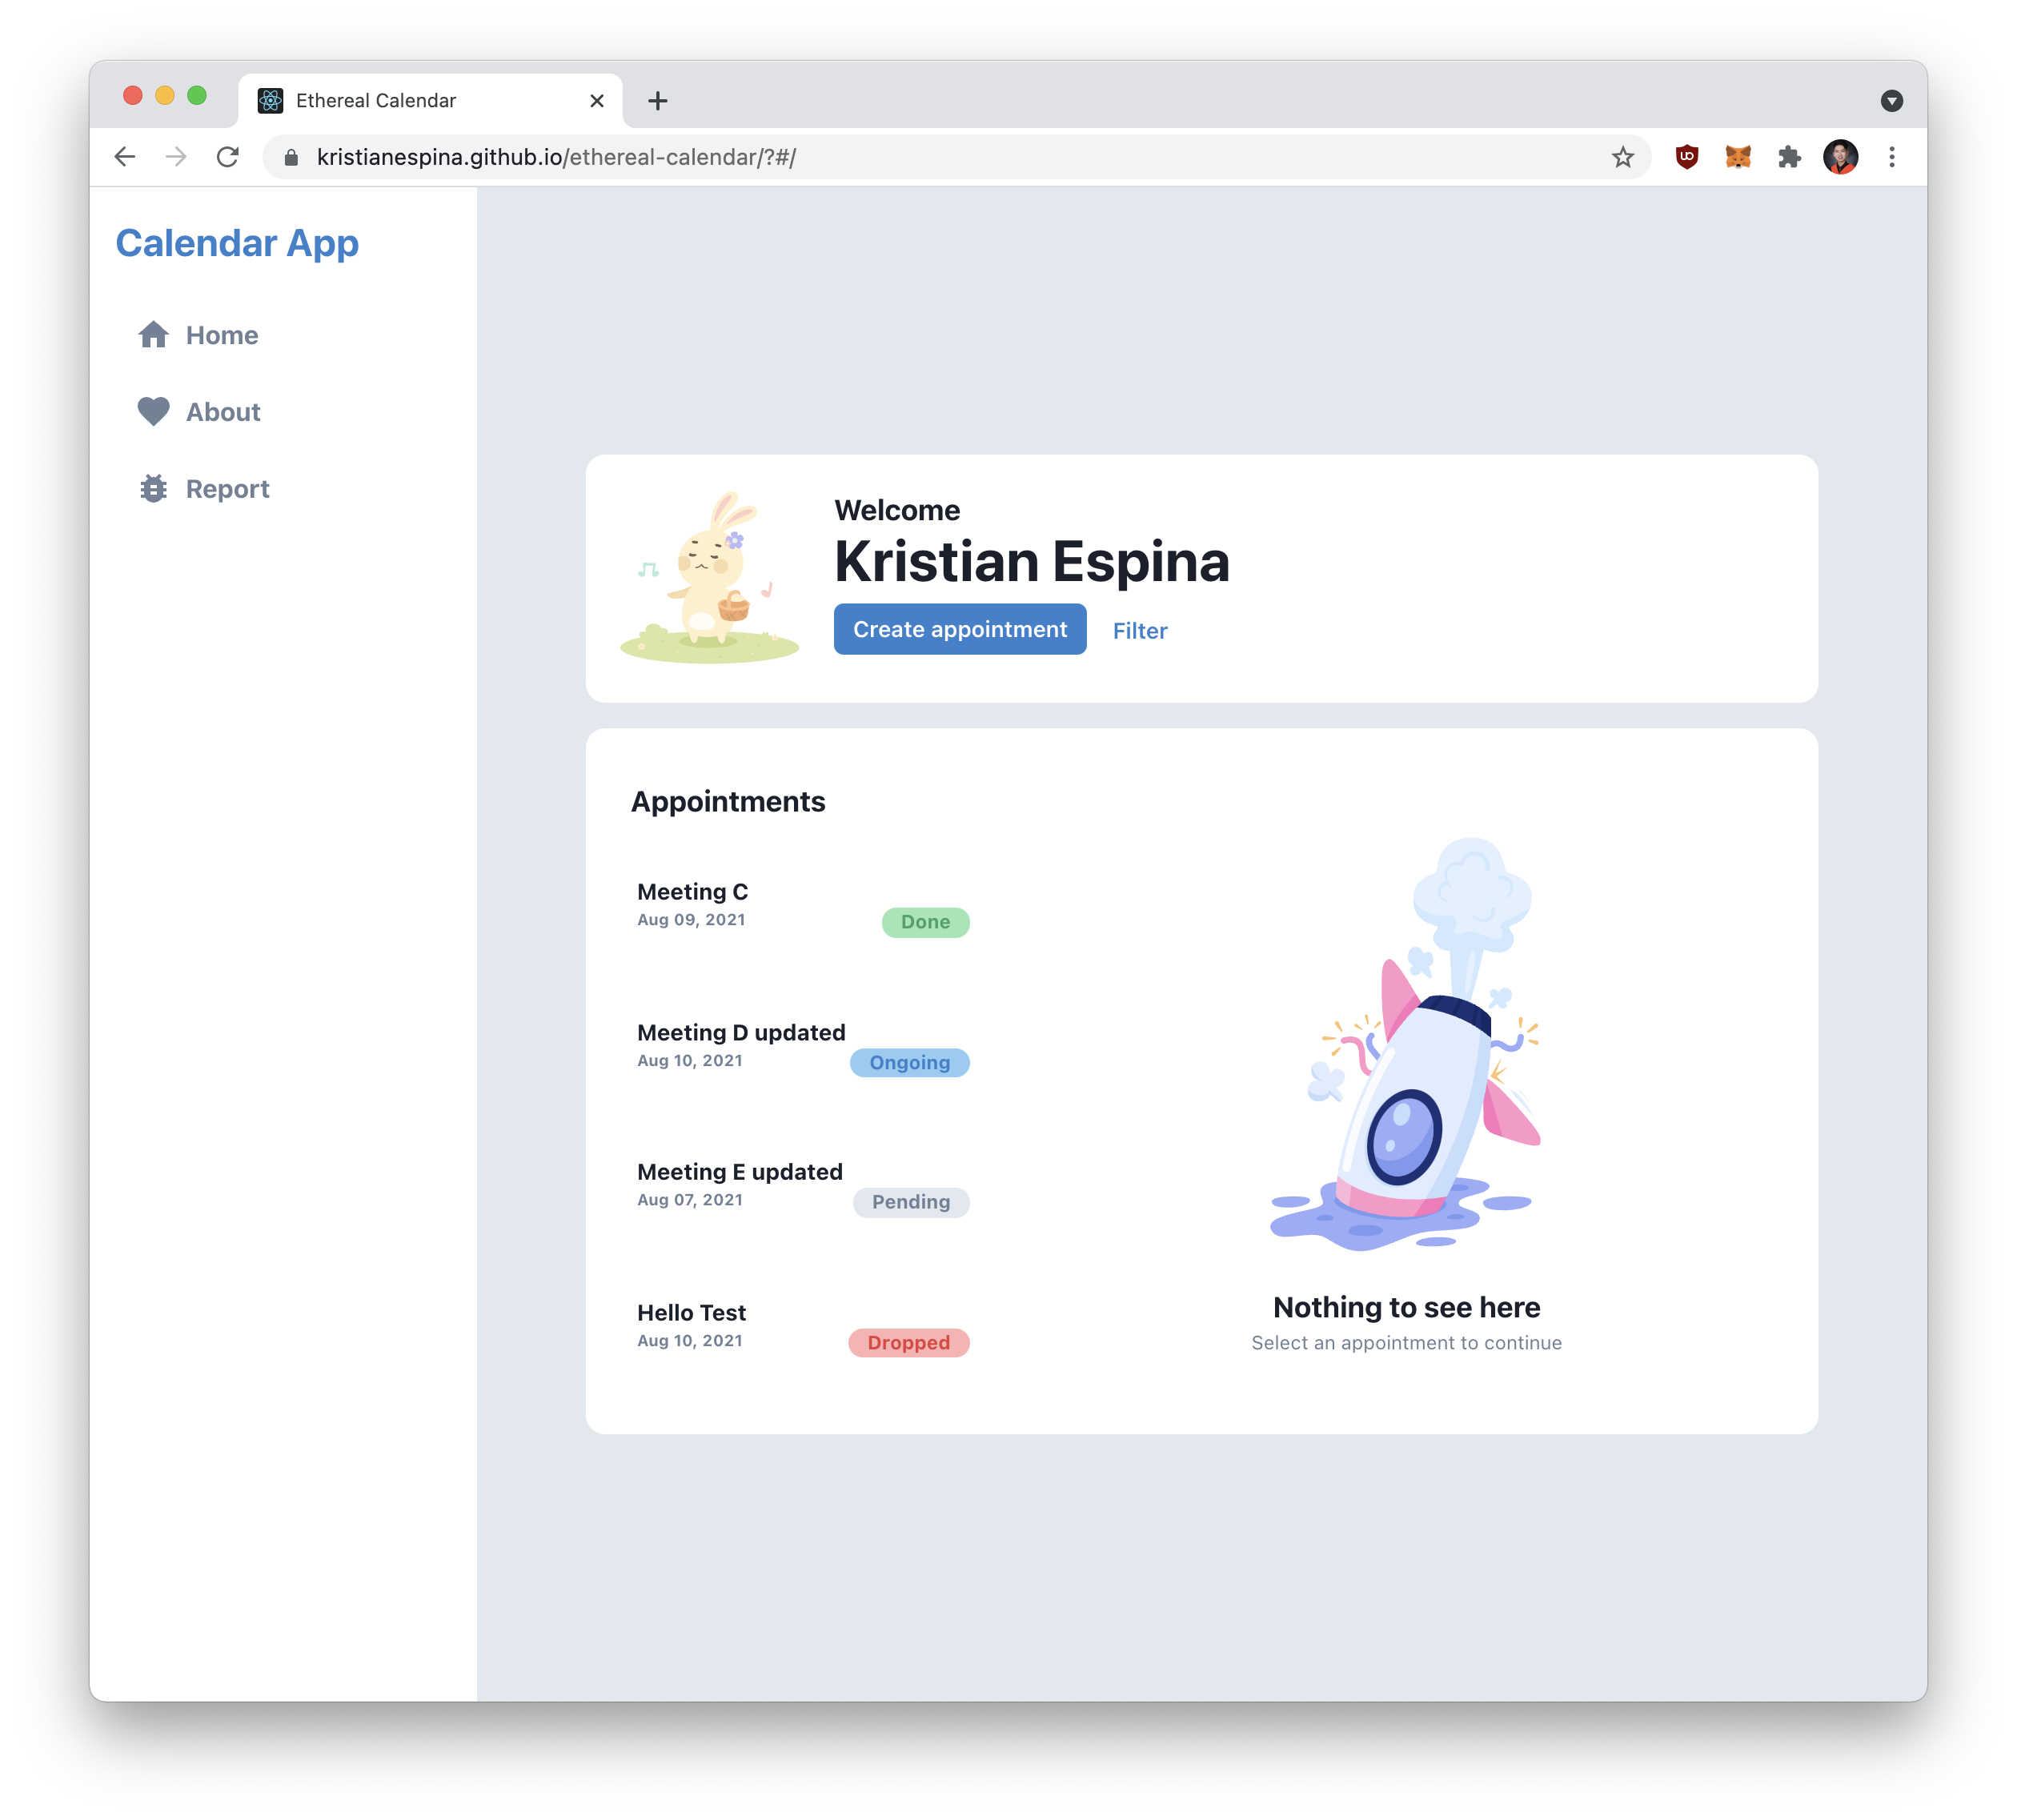 Ethereal Calendar
kristianespina.github.io/ethereal-calendar/?#/
Calendar App
Home
About
Report
Welcome
Kristian Espina
Create appointment
Filter
Appointments
Meeting C
Aug 09, 2021
Done
Meeting D updated
Aug 10, 2021
Ongoing
Meeting E updated
Aug 07, 2021
Pending
Hello Test
Aug 10, 2021
Dropped
Nothing to see here
Select an appointment to continue